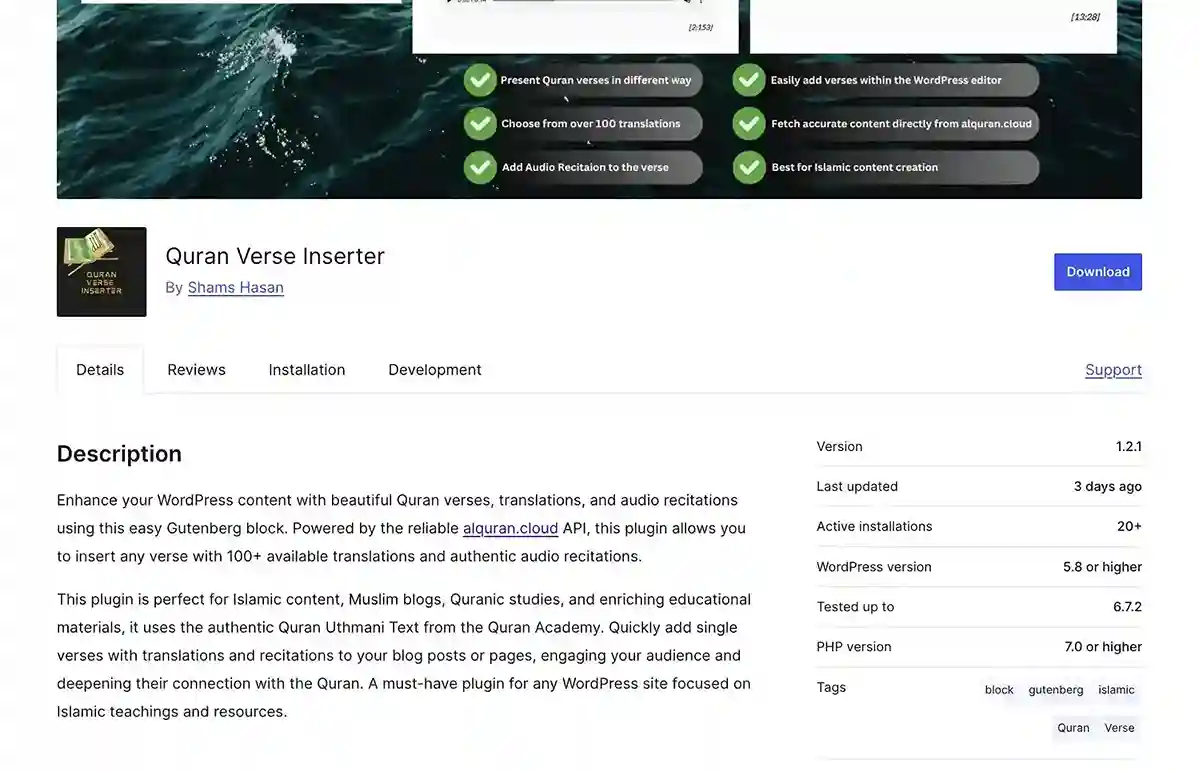 [2:153]
[13:28]
Present Quran verses in different way
Easily add verses within the WordPress editor
Choose from over 100 translations
Fetch accurate content directly from alquran.cloud
Add Audio Recitaion to the verse
Best for Islamic content creation
QURAN
VERSE
INSERTER
Quran Verse Inserter
By Shams Hasan
Download
Details
Reviews
Installation
Development
Support
Description
Enhance your WordPress content with beautiful Quran verses, translations, and audio recitations
using this easy Gutenberg block. Powered by the reliable alquran.cloud API, this plugin allows you
to insert any verse with 100+ available translations and authentic audio recitations.
This plugin is perfect for Islamic content, Muslim blogs, Quranic studies, and enriching educational
materials, it uses the authentic Quran Uthmani Text from the Quran Academy. Quickly add single
verses with translations and recitations to your blog posts or pages, engaging your audience and
deepening their connection with the Quran. A must-have plugin for any WordPress site focused on
Islamic teachings and resources.
Version 1.2.1
Last updated 3 days ago
Active installations 20+
WordPress version 5.8 or higher
Tested up to 6.7.2
PHP version 7.0 or higher
Tags block gutenberg islamic
Quran Verse